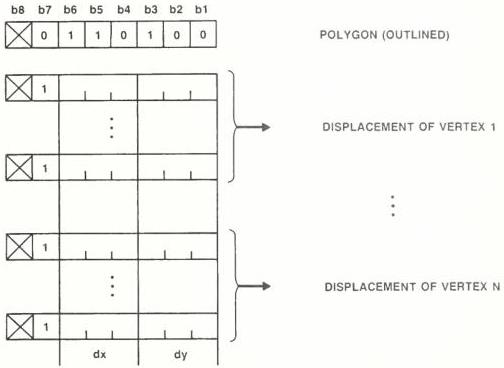 b8 b7 b6 b5 b4 b3 b2 b1
0 1 1 0 1 0 0 POLYGON (OUTLINED)
1
DISPLACEMENT OF VERTEX 1
1
1
DISPLACEMENT OF VERTEX N
1
dx dy